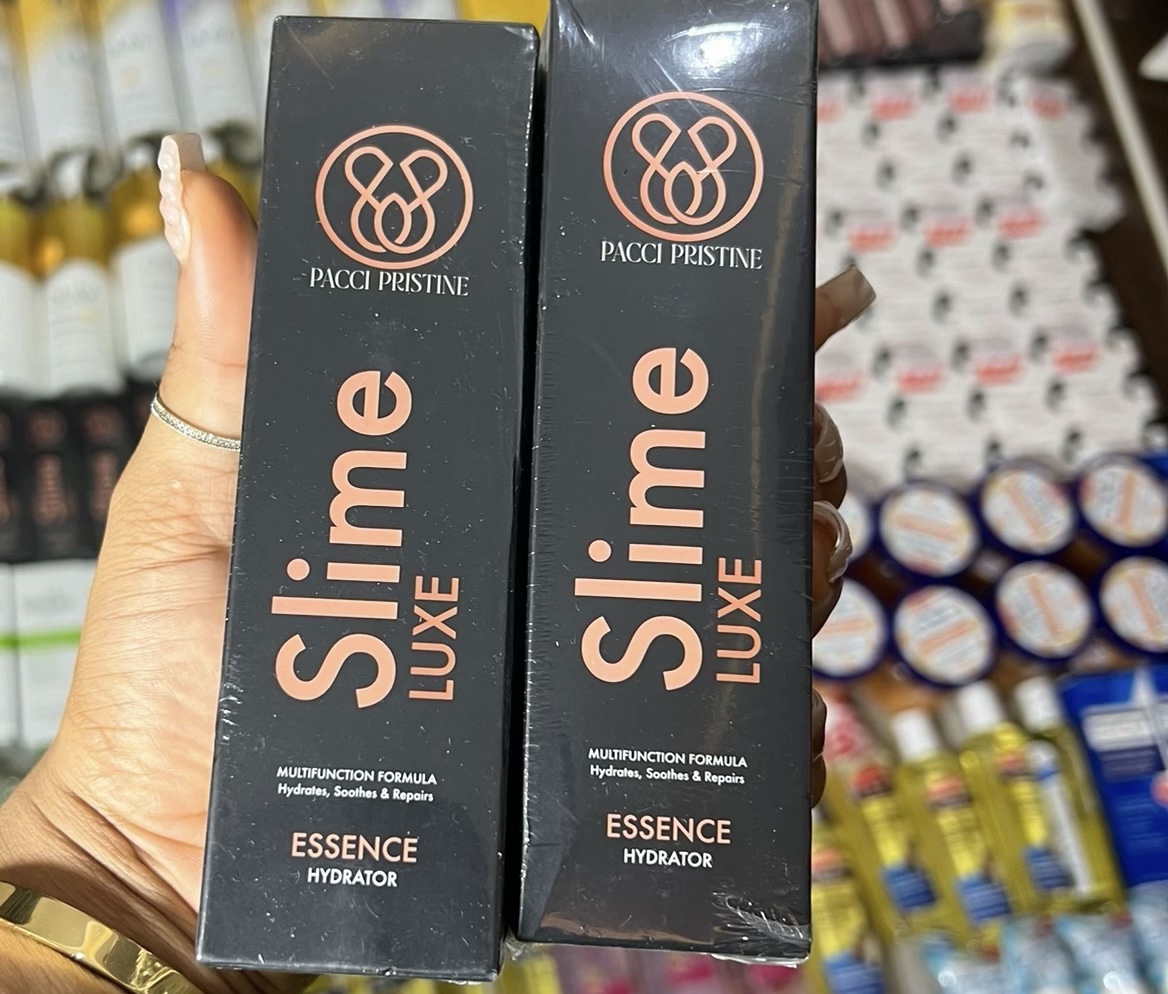 PACCI PRISTINE
Slime
LUXE
MULTIFUNCTION FORMULA
Hydrates, Soothes & Repairs
ESSENCE
HYDRATOR
PACCI PRISTINE
Slime
LUXE
MULTIFUNCTION FORMULA
Hydrates, Soothes & Repairs
ESSENCE
HYDRATOR